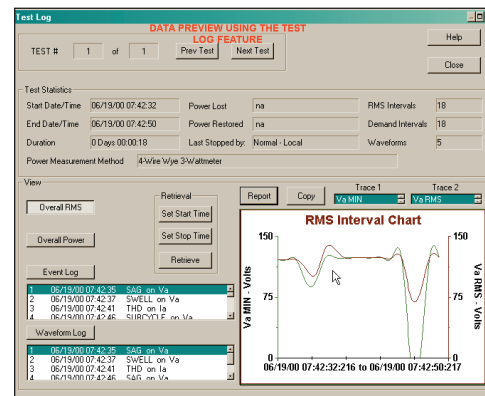 Test Log
DATA PREVIEW USING THE TEST
LOG FEATURE
TEST # 1 of 1 Prev Test Next Test
Help
Close
Test Statistics
Start Date/Time 06/19/00 07:42:32 Power Lost na RMS Intervals 18
End Date/Time 06/19/00 07:42:50 Power Restored na Demand Intervals 18
Duration 0 Days 00:00:18 Last Stopped by: Normal - Local Waveforms 5
Power Measurement Method 4-Wire Wye 3-Wattmeter
View
Overall RMS
Overall Power
Retrieval
Set Start Time
Set Stop Time
Retrieve
Event Log
1 06/19/00 07:42:35 SAG on Va
2 06/19/00 07:42:37 SWELL on Va
3 06/19/00 07:42:41 THD on Ia
4 06/19/00 07:42:46 SUBCYCLE on Va
Waveform Log
1 06/19/00 07:42:35 SAG on Va
2 06/19/00 07:42:37 SWELL on Va
3 06/19/00 07:42:41 THD on Ia
4 06/19/00 07:42:46 SAG on Va
Report Copy
Trace 1 Trace 2
Va MIN Va RMS
RMS Interval Chart
150 150
Va MIN - Volts
75 75
Va RMS - Volts
0 0
06/19/00 07:42:32:216 to 06/19/00 07:42:50:217